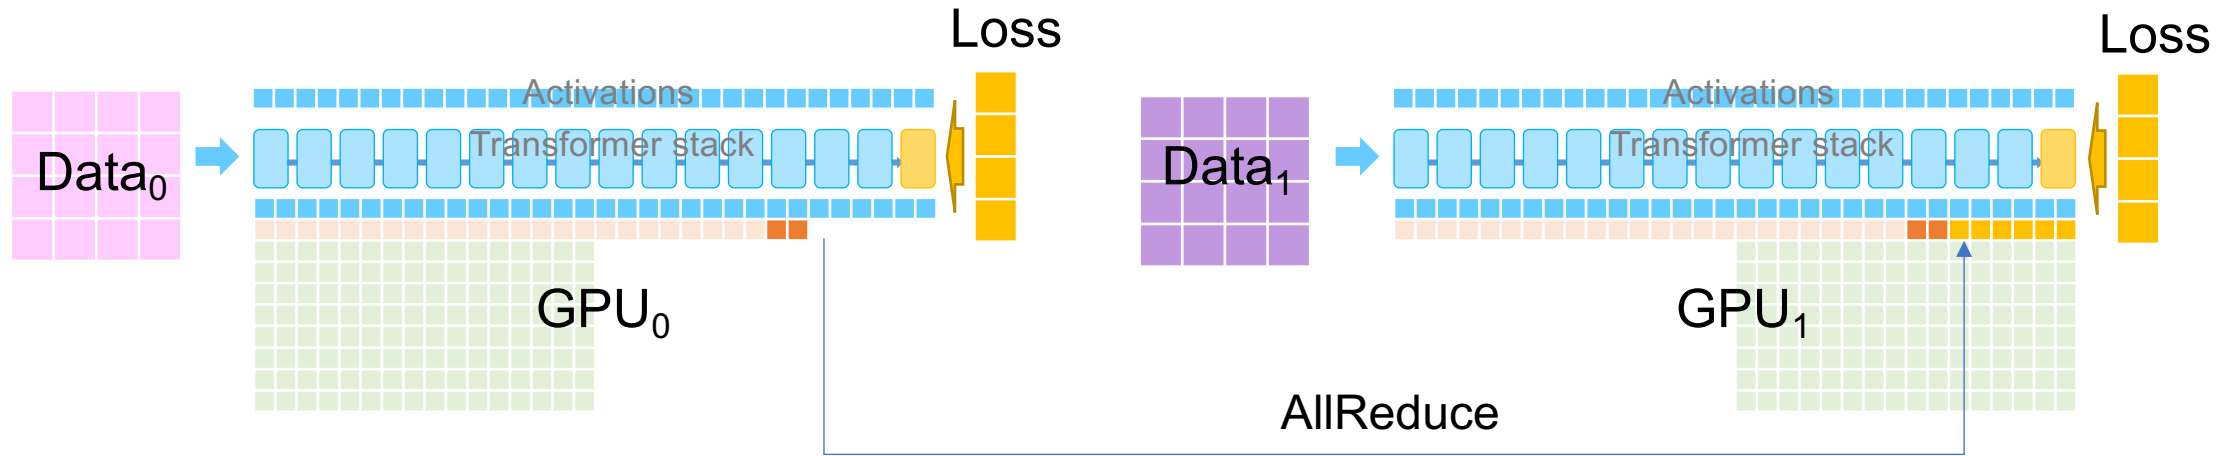 Loss
Activations
Transformer stack
Data₀
GPU₀
Loss
Activations
Transformer stack
Data₁
GPU₁
AllReduce